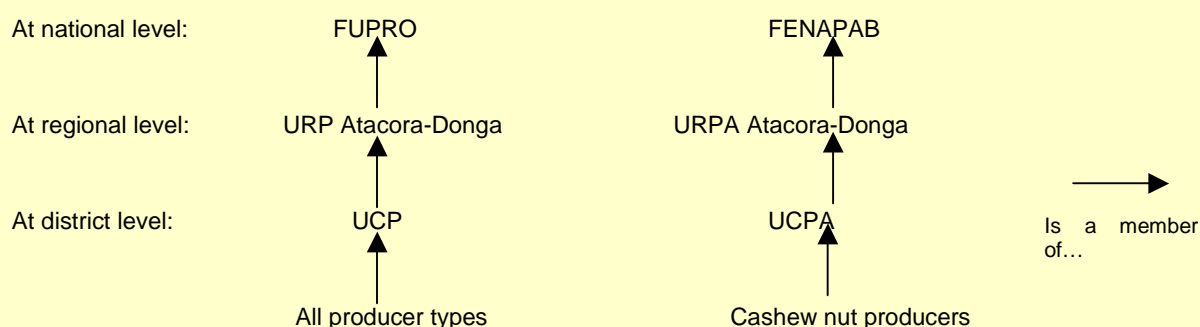 At national level: FUPRO FENAPAB
At regional level: URP Atacora-Donga URPA Atacora-Donga
At district level: UCP UCPA
Is a member
of…
All producer types Cashew nut producers